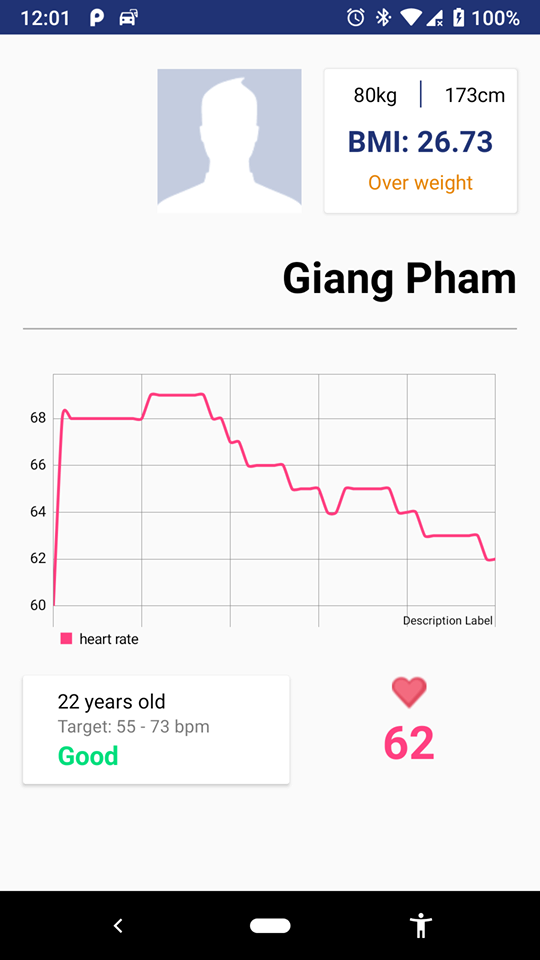 12:01 100%
80kg 173cm
BMI: 26.73
Over weight
Giang Pham
68
66
64
62
60
Description Label
heart rate
22 years old
Target: 55 - 73 bpm
Good
62